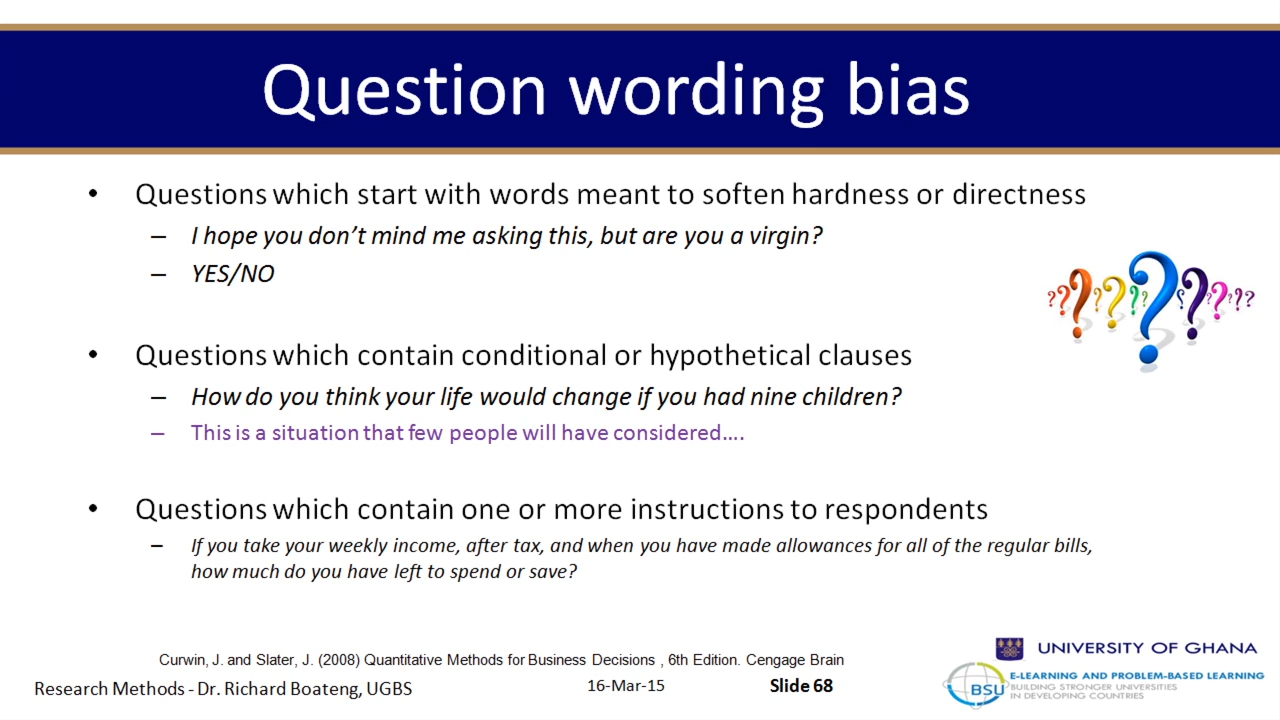 Question wording bias
• Questions which start with words meant to soften hardness or directness
– I hope you don't mind me asking this, but are you a virgin?
– YES/NO
• Questions which contain conditional or hypothetical clauses
– How do you think your life would change if you had nine children?
– This is a situation that few people will have considered....
• Questions which contain one or more instructions to respondents
– If you take your weekly income, after tax, and when you have made allowances for all of the regular bills,
how much do you have left to spend or save?
Curwin, J. and Slater, J. (2008) Quantitative Methods for Business Decisions , 6th Edition. Cengage Brain
Research Methods - Dr. Richard Boateng, UGBS
16-Mar-15
Slide 68
UNIVERSITY OF GHANA
BSU
E-LEARNING AND PROBLEM-BASED LEARNING
BUILDING STRONGER UNIVERSITIES
IN DEVELOPING COUNTRIES